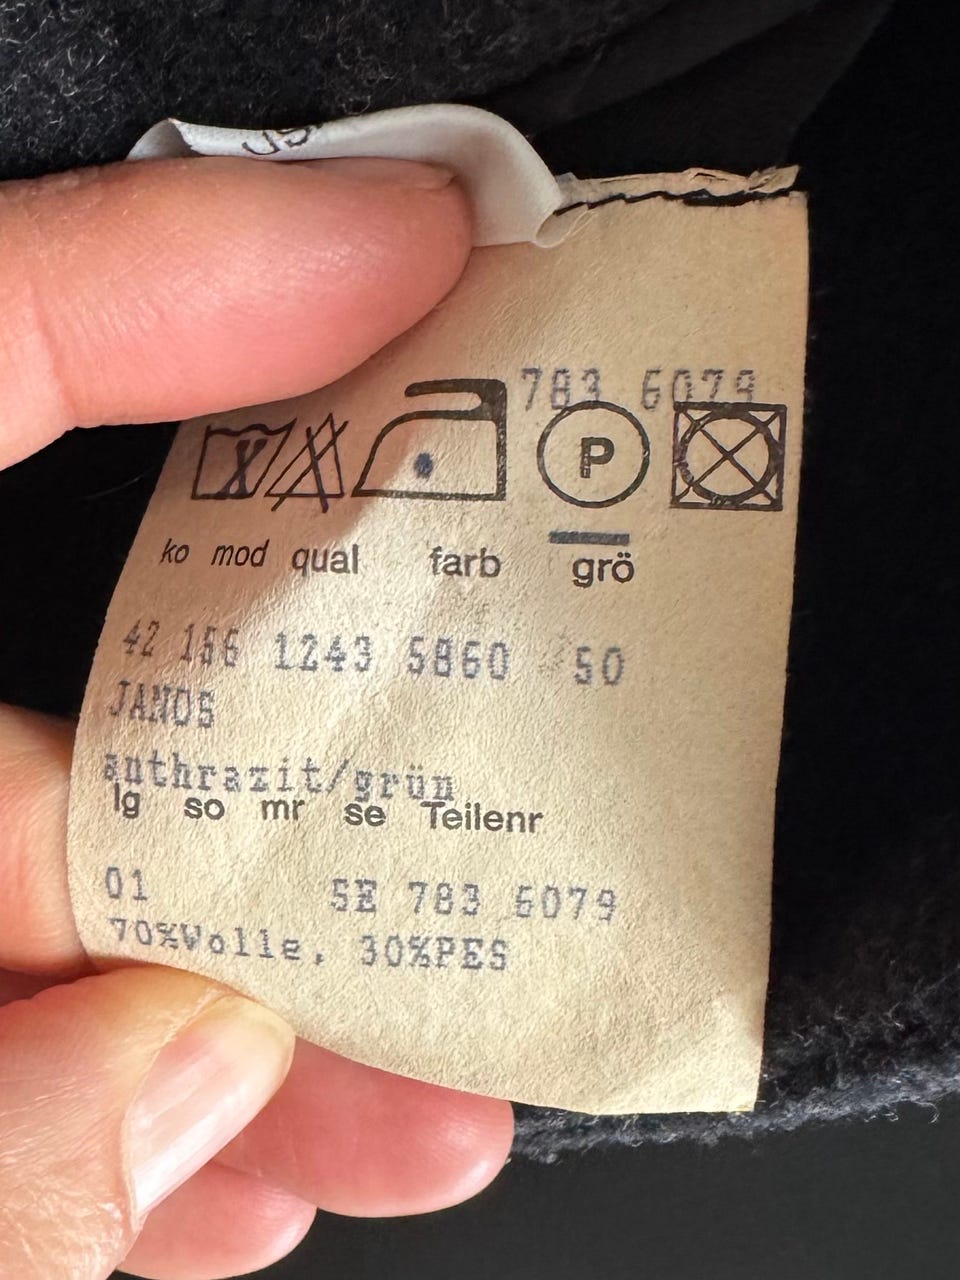 783 6079
P
ko mod qual farb grö
42 156 1243 5860 50
JANOS
anthrazit/grün
lg so mr se Teilenr
01 5E 783 6079
70%Wolle, 30%PES